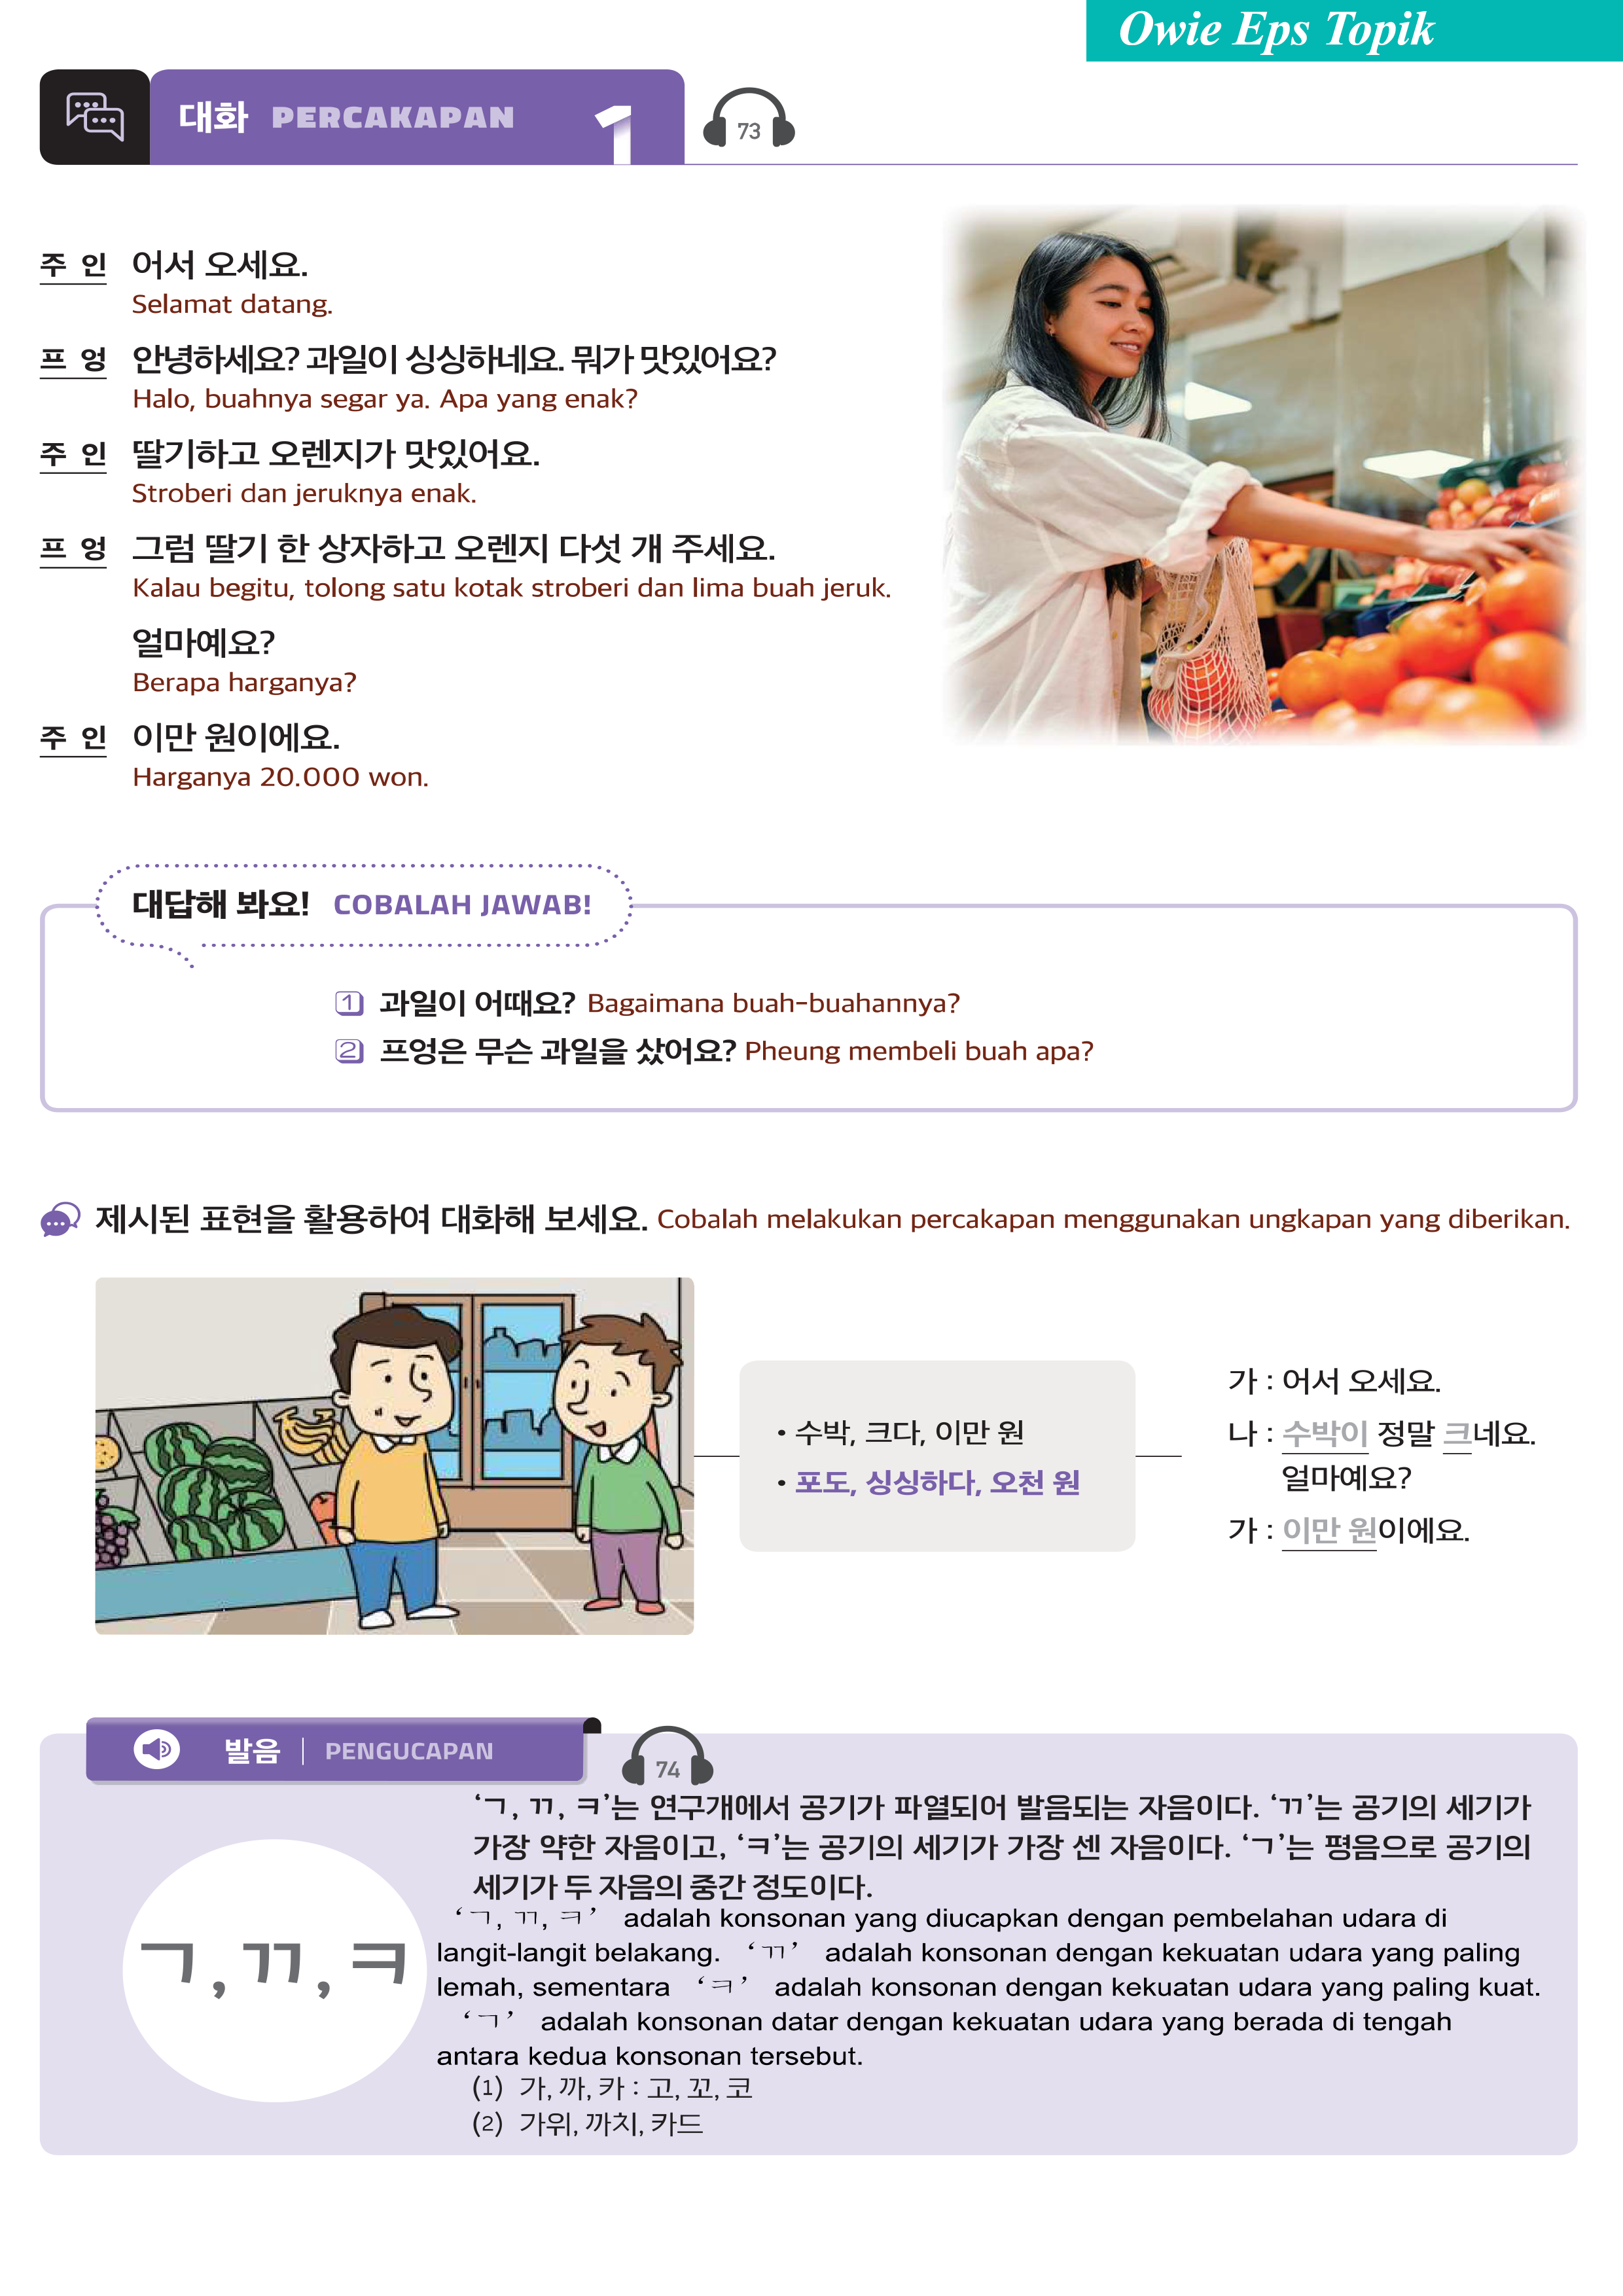 Owie Eps Topik
대화 PERCAKAPAN 1 73
주 인 어서 오세요.
Selamat datang.
프 엉 안녕하세요? 과일이 싱싱하네요. 뭐가 맛있어요?
Halo, buahnya segar ya. Apa yang enak?
주 인 딸기하고 오렌지가 맛있어요.
Stroberi dan jeruknya enak.
프 엉 그럼 딸기 한 상자하고 오렌지 다섯 개 주세요.
Kalau begitu, tolong satu kotak stroberi dan lima buah jeruk.
얼마예요?
Berapa harganya?
주 인 이만 원이에요.
Harganya 20.000 won.
대답해 봐요! COBALAH JAWAB!
1 과일이 어때요? Bagaimana buah-buahannya?
2 프엉은 무슨 과일을 샀어요? Pheung membeli buah apa?
제시된 표현을 활용하여 대화해 보세요. Cobalah melakukan percakapan menggunakan ungkapan yang diberikan.
• 수박, 크다, 이만 원
• 포도, 싱싱하다, 오천 원
가 : 어서 오세요.
나 : 수박이 정말 크네요.
얼마예요?
가 : 이만 원이에요.
발음 | PENGUCAPAN 74
ㄱ, ㄲ, ㅋ
‘ㄱ, ㄲ, ㅋ’는 연구개에서 공기가 파열되어 발음되는 자음이다. ‘ㄲ’는 공기의 세기가
가장 약한 자음이고, ‘ㅋ’는 공기의 세기가 가장 센 자음이다. ‘ㄱ’는 평음으로 공기의
세기가 두 자음의 중간 정도이다.
‘ㄱ, ㄲ, ㅋ’ adalah konsonan yang diucapkan dengan pembelahan udara di
langit-langit belakang. ‘ㄲ’ adalah konsonan dengan kekuatan udara yang paling
lemah, sementara ‘ㅋ’ adalah konsonan dengan kekuatan udara yang paling kuat.
‘ㄱ’ adalah konsonan datar dengan kekuatan udara yang berada di tengah
antara kedua konsonan tersebut.
(1) 가, 까, 카 : 고, 꼬, 코
(2) 가위, 까치, 카드